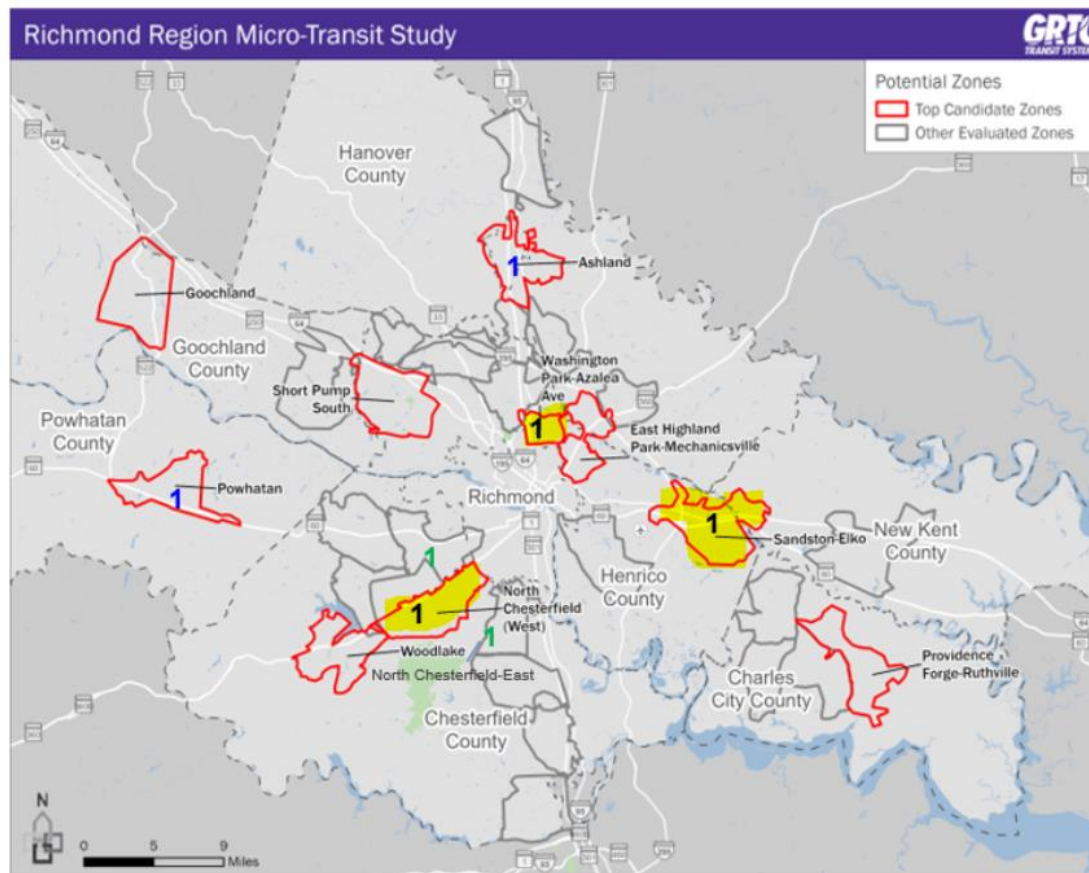 Richmond Region Micro-Transit Study
GRTC
TRANSIT SYSTEM
Potential Zones
Top Candidate Zones
Other Evaluated Zones
Hanover
County
1
Ashland
Goochland
Goochland
County
Short Pump
South
Washington
Park-Azalea
Ave
1
East Highland
Park-Mechanicsville
Powhatan
County
Powhatan
1
Richmond
1
Sandston-Elko
New Kent
County
Henrico
County
1
1
North
Chesterfield
(West)
1
Woodlake
North Chesterfield-East
Chesterfield
County
Charles
City County
Providence
Forge-Ruthville
N
0
5
9
Miles